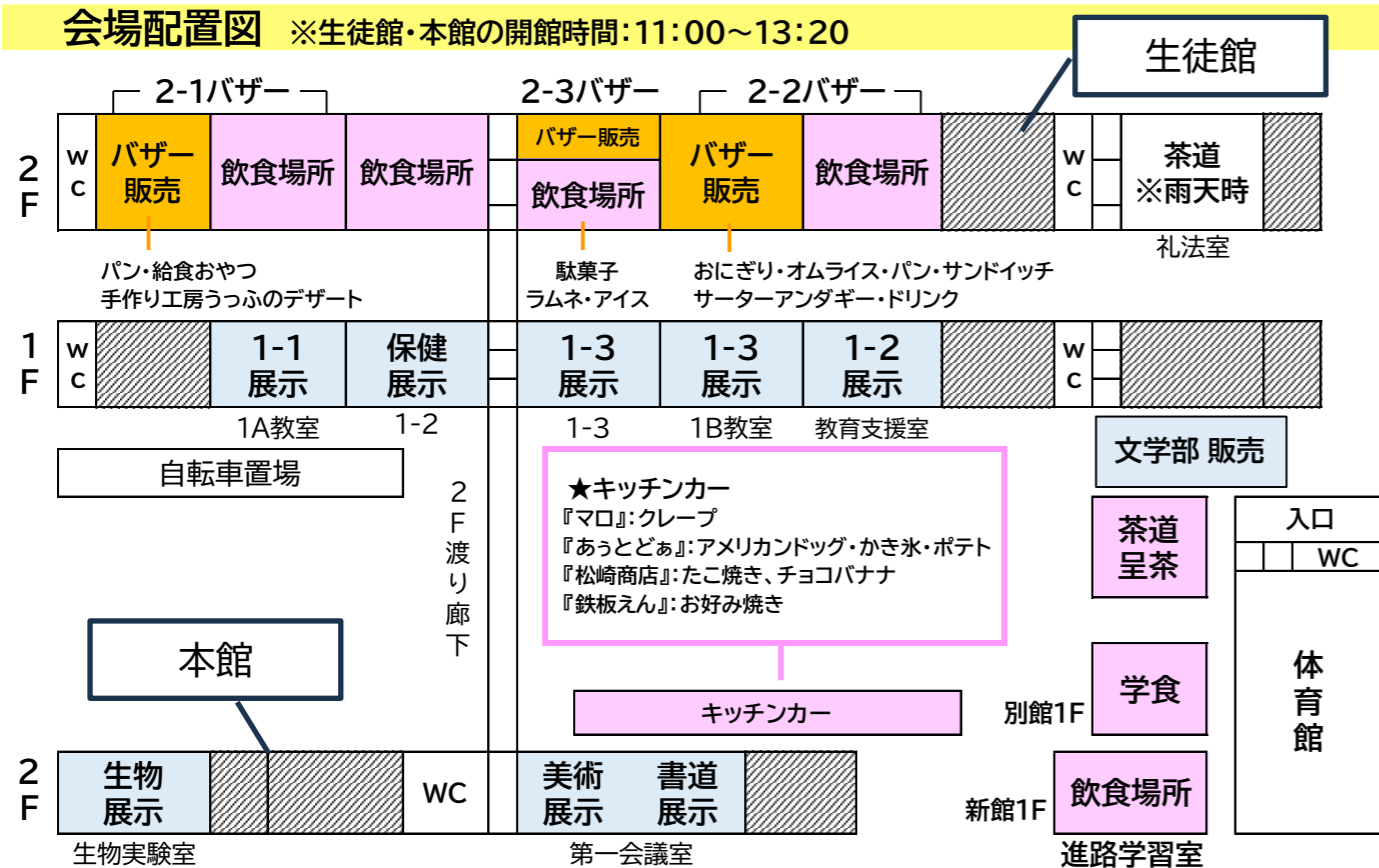 会場配置図 ※生徒館・本館の開館時間：11:00～13:20
生徒館
2-1バザー
2-3バザー
2-2バザー
2F
WC
バザー
販売
飲食場所
飲食場所
バザー販売
飲食場所
バザー
販売
飲食場所
WC
茶道
※雨天時
礼法室
パン・給食おやつ
手作り工房うっふのデザート
駄菓子
ラムネ・アイス
おにぎり・オムライス・パン・サンドイッチ
サーターアンダギー・ドリンク
1F
WC
1-1
展示
保健
展示
1-3
展示
1-3
展示
1-2
展示
WC
1A教室
1-2
1-3
1B教室
教育支援室
自転車置場
2F渡り廊下
文学部 販売
★キッチンカー
『マロ』：クレープ
『あぅとどぁ』：アメリカンドッグ・かき氷・ポテト
『松崎商店』：たこ焼き、チョコバナナ
『鉄板えん』：お好み焼き
茶道
呈茶
入口
WC
体育館
本館
キッチンカー
別館1F
学食
2F
生物
展示
WC
美術
展示
書道
展示
新館1F
飲食場所
生物実験室
第一会議室
進路学習室